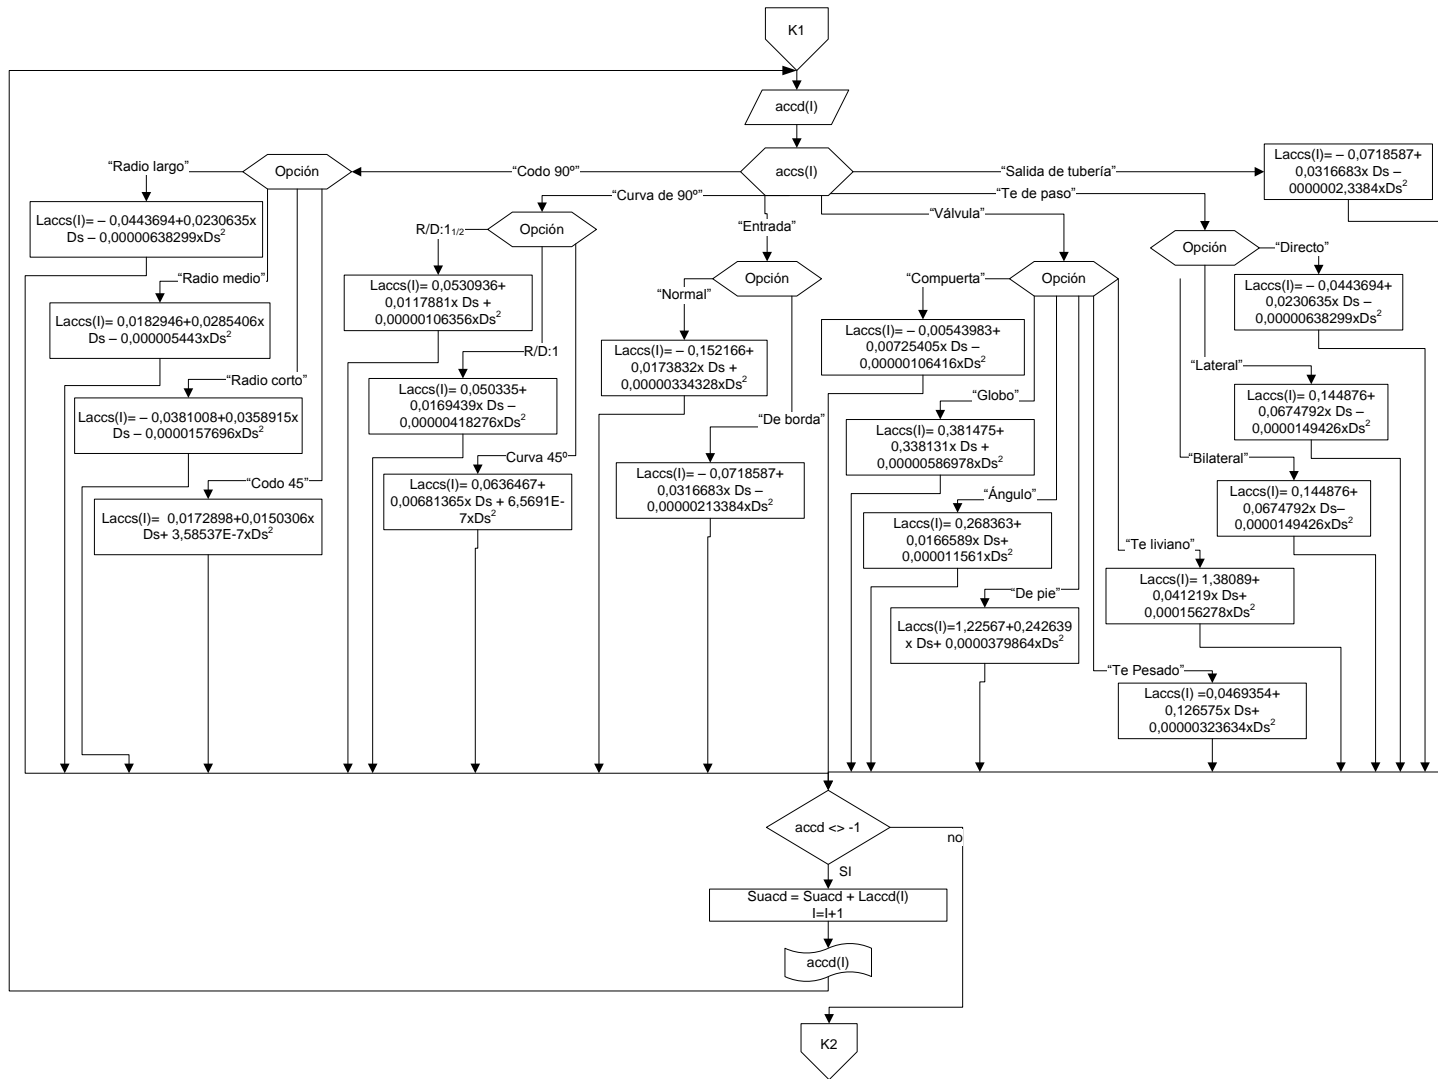 K1
accd(I)
accs(I)
“Codo 90º”
“Salida de tubería”
Laccs(I)= – 0,0718587+
0,0316683x Ds –
0000002,3384xDs²
“Radio largo”
Opción
Laccs(I)= – 0,0443694+0,0230635x
Ds – 0,00000638299xDs²
“Radio medio”
Laccs(I)= 0,0182946+0,0285406x
Ds – 0,000005443xDs²
“Radio corto”
Laccs(I)= – 0,0381008+0,0358915x
Ds – 0,0000157696xDs²
“Codo 45”
Laccs(I)= 0,0172898+0,0150306x
Ds+ 3,58537E-7xDs²
“Curva de 90º”
Opción
R/D:1₁/₂
Laccs(I)= 0,0530936+
0,0117881x Ds +
0,00000106356xDs²
R/D:1
Laccs(I)= 0,050335+
0,0169439x Ds –
0,00000418276xDs²
Curva 45º
Laccs(I)= 0,0636467+
0,00681365x Ds + 6,5691E-
7xDs²
“Entrada”
Opción
“Normal”
Laccs(I)= – 0,152166+
0,0173832x Ds +
0,00000334328xDs²
“De borda”
Laccs(I)= – 0,0718587+
0,0316683x Ds –
0,00000213384xDs²
“Válvula”
Opción
“Compuerta”
Laccs(I)= – 0,00543983+
0,00725405x Ds –
0,00000106416xDs²
“Globo”
Laccs(I)= 0,381475+
0,338131x Ds +
0,00000586978xDs²
“Ángulo”
Laccs(I)= 0,268363+
0,0166589x Ds+
0,000011561xDs²
“De pie”
Laccs(I)=1,22567+0,242639
x Ds+ 0,0000379864xDs²
“Te liviano”
Laccs(I)= 1,38089+
0,041219x Ds+
0,000156278xDs²
“Te Pesado”
Laccs(I) =0,0469354+
0,126575x Ds+
0,00000323634xDs²
“Te de paso”
Opción
“Directo”
Laccs(I)= – 0,0443694+
0,0230635x Ds –
0,00000638299xDs²
“Lateral”
Laccs(I)= 0,144876+
0,0674792x Ds –
0,0000149426xDs²
“Bilateral”
Laccs(I)= 0,144876+
0,0674792x Ds–
0,0000149426xDs²
accd <> -1
no
SI
Suacd = Suacd + Laccd(I)
I=I+1
accd(I)
K2